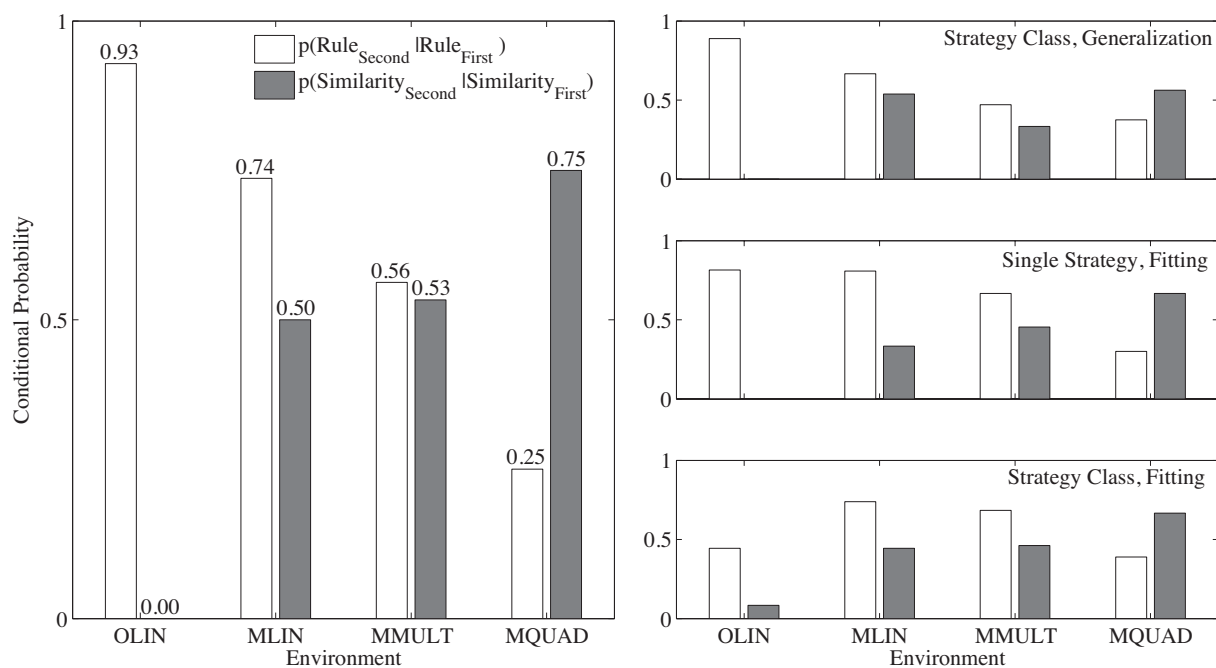 1
0.93
p(Rule_Second |Rule_First )
p(Similarity_Second |Similarity_First)
0.74
0.75
0.56
0.53
0.50
0.5
0.25
0.00
0
Conditional Probability
OLIN MLIN MMULT MQUAD
Environment
1
Strategy Class, Generalization
0.5
0
1
Single Strategy, Fitting
0.5
0
1
Strategy Class, Fitting
0.5
0
OLIN MLIN MMULT MQUAD
Environment